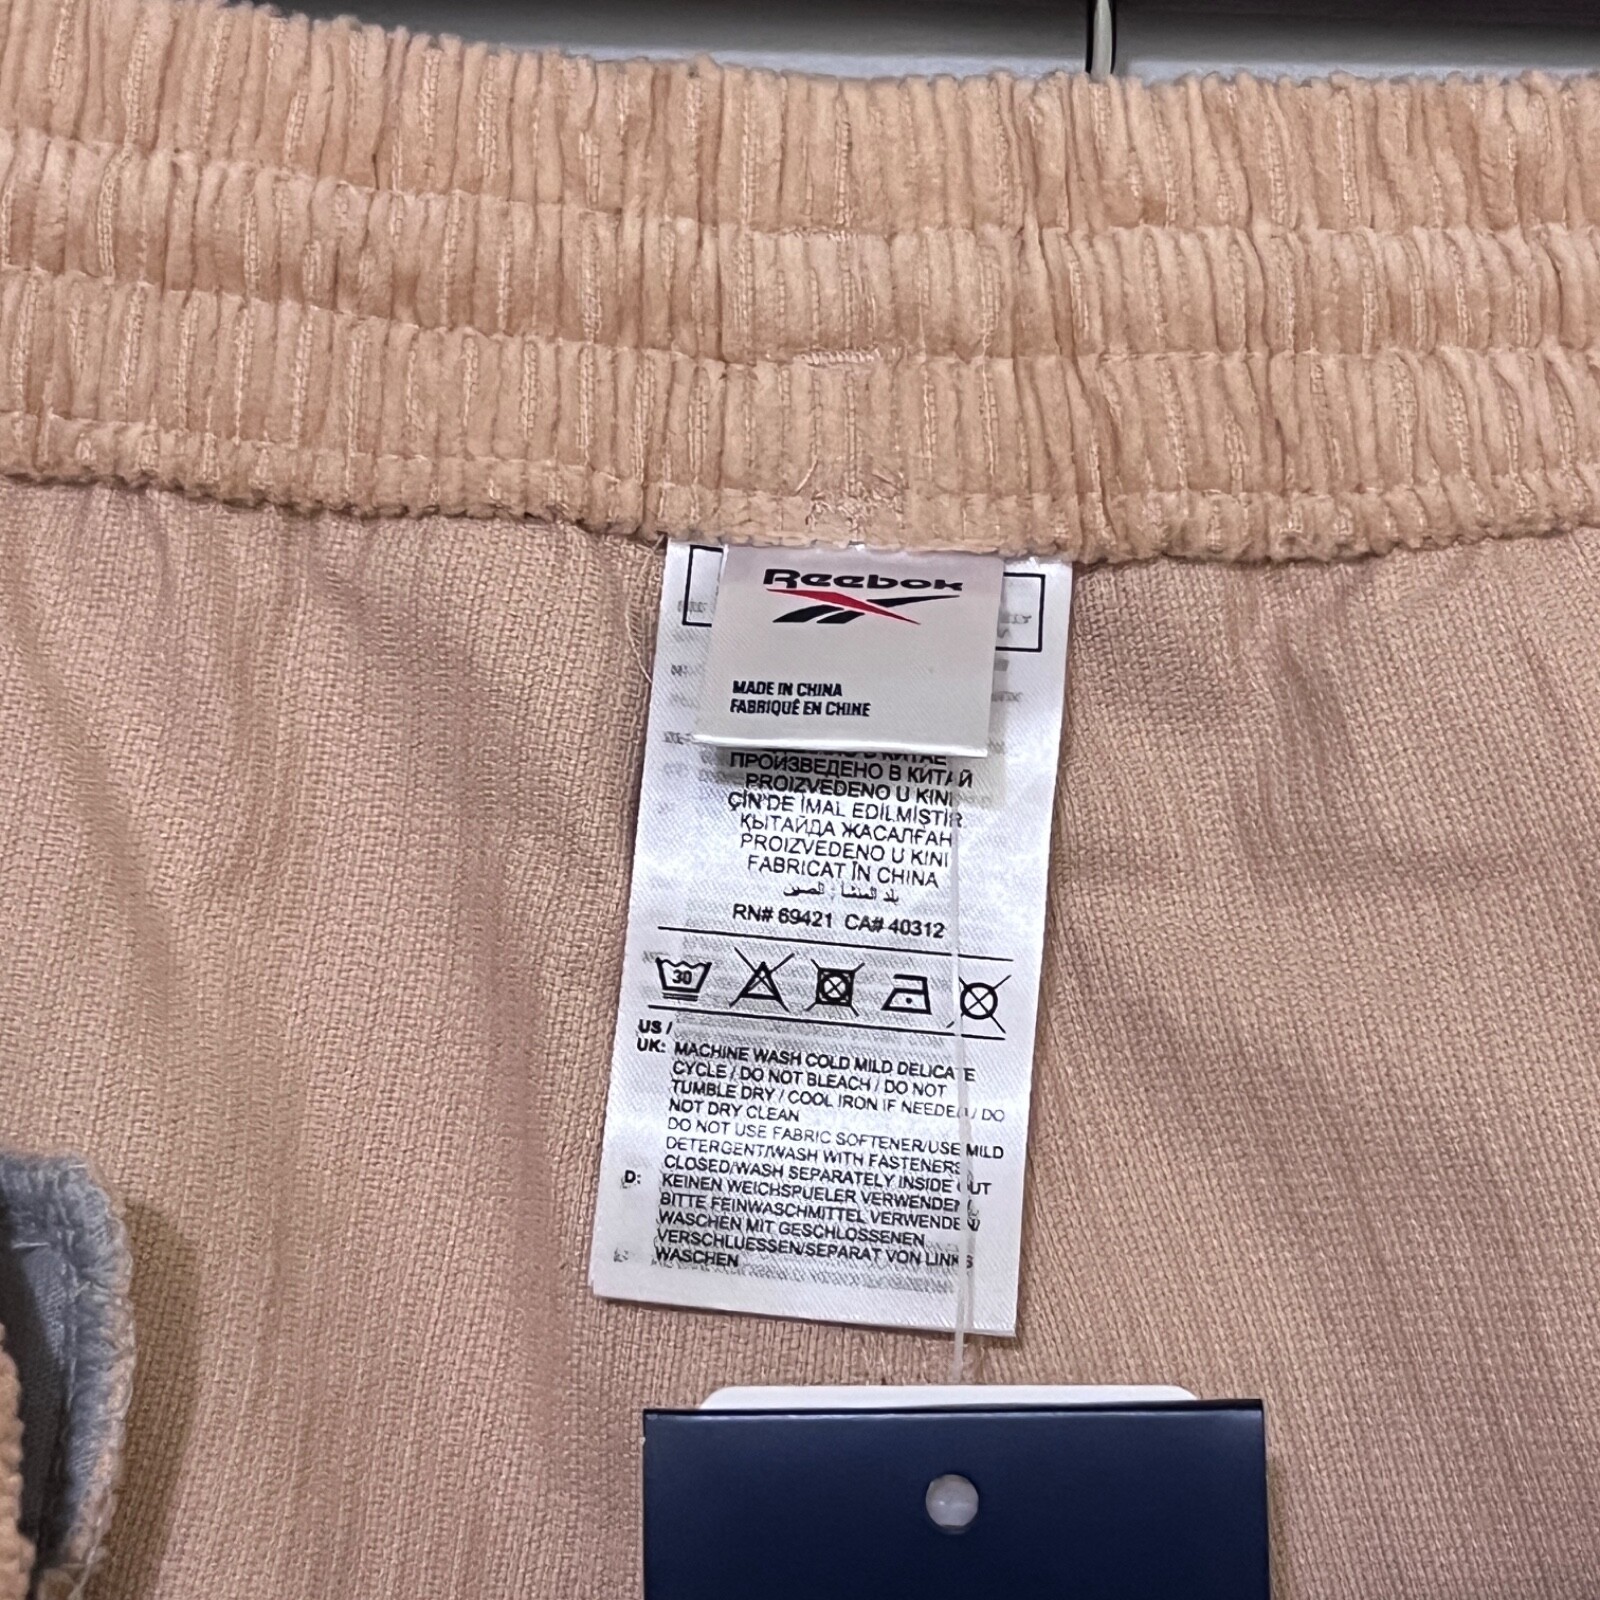 Reebok
MADE IN CHINA
FABRIQUÉ EN CHINE
ПРОИЗВЕДЕНО В КИТАЙ
PROIZVEDENO U KINI
ÇİN'DE İMAL EDİLMİŞTİR.
ҚЫТАЙДА ЖАСАЛҒАН
PROIZVEDENO U KINI
FABRICAT ÎN CHINA
بلد المنشأ : الصين
RN# 69421 CA# 40312
30
US /
UK: MACHINE WASH COLD MILD DELICATE
CYCLE / DO NOT BLEACH / DO NOT
TUMBLE DRY / COOL IRON IF NEEDED / DO
NOT DRY CLEAN
DO NOT USE FABRIC SOFTENER/USE MILD
DETERGENT/WASH WITH FASTENERS
CLOSED/WASH SEPARATELY INSIDE OUT
D: KEINEN WEICHSPUELER VERWENDEN/
BITTE FEINWASCHMITTEL VERWENDEN/
WASCHEN MIT GESCHLOSSENEN
VERSCHLUESSEN/SEPARAT VON LINKS
WASCHEN